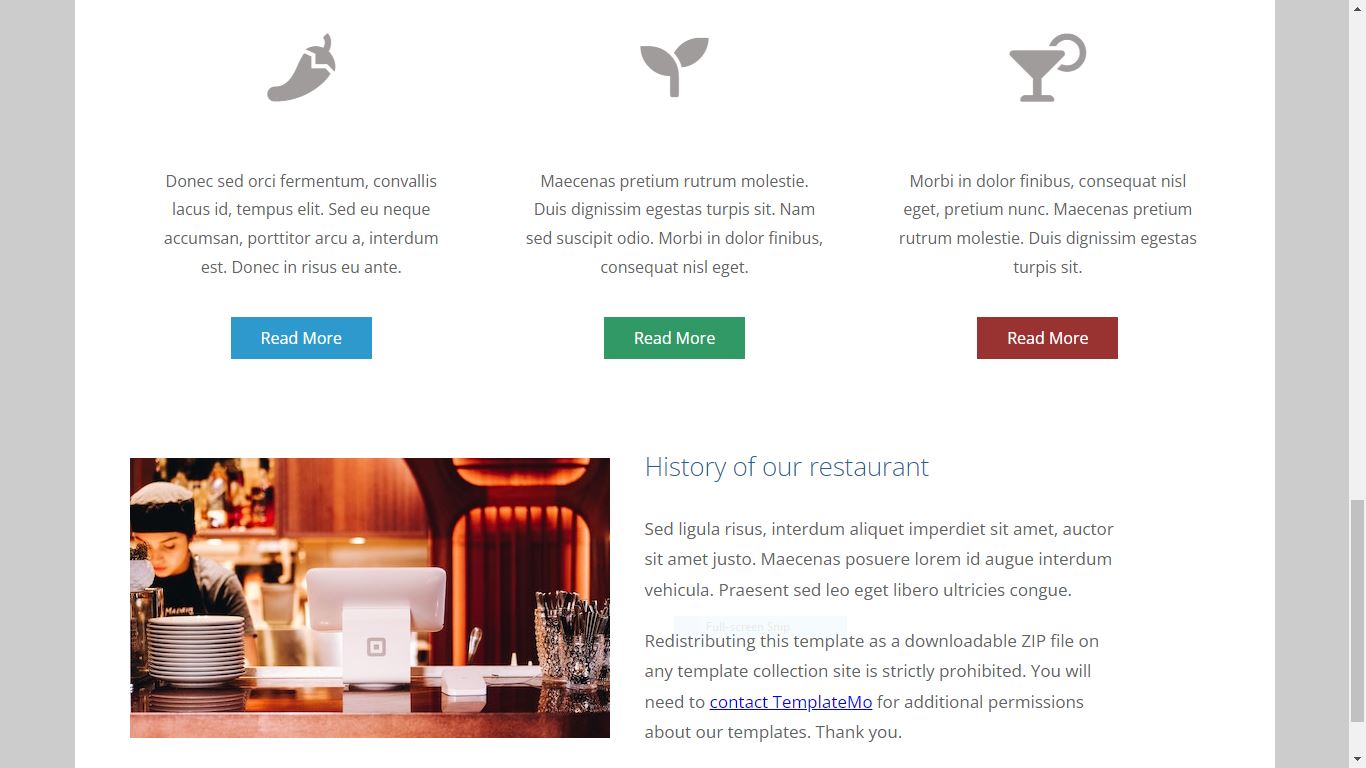 Donec sed orci fermentum, convallis
lacus id, tempus elit. Sed eu neque
accumsan, porttitor arcu a, interdum
est. Donec in risus eu ante.
Read More
Maecenas pretium rutrum molestie.
Duis dignissim egestas turpis sit. Nam
sed suscipit odio. Morbi in dolor finibus,
consequat nisl eget.
Read More
Morbi in dolor finibus, consequat nisl
eget, pretium nunc. Maecenas pretium
rutrum molestie. Duis dignissim egestas
turpis sit.
Read More
History of our restaurant
Sed ligula risus, interdum aliquet imperdiet sit amet, auctor
sit amet justo. Maecenas posuere lorem id augue interdum
vehicula. Praesent sed leo eget libero ultricies congue.
Full-screen Snip
Redistributing this template as a downloadable ZIP file on
any template collection site is strictly prohibited. You will
need to contact TemplateMo for additional permissions
about our templates. Thank you.